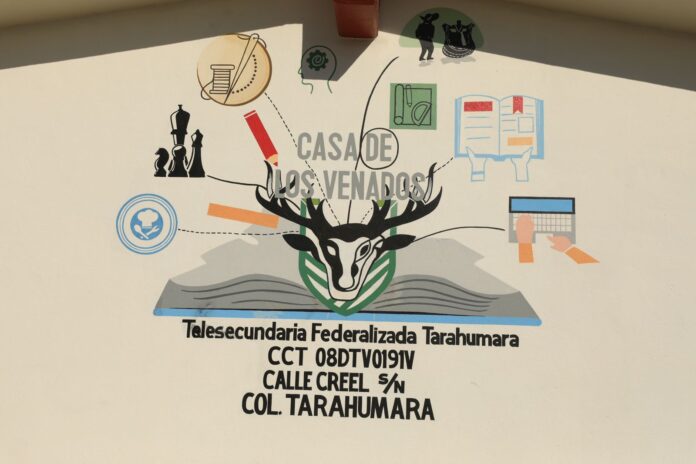 CASA DE
LOS VENADOS
Telesecundaria Federalizada Tarahumara
CCT 08DTV0191V
CALLE CREEL S/N
COL. TARAHUMARA